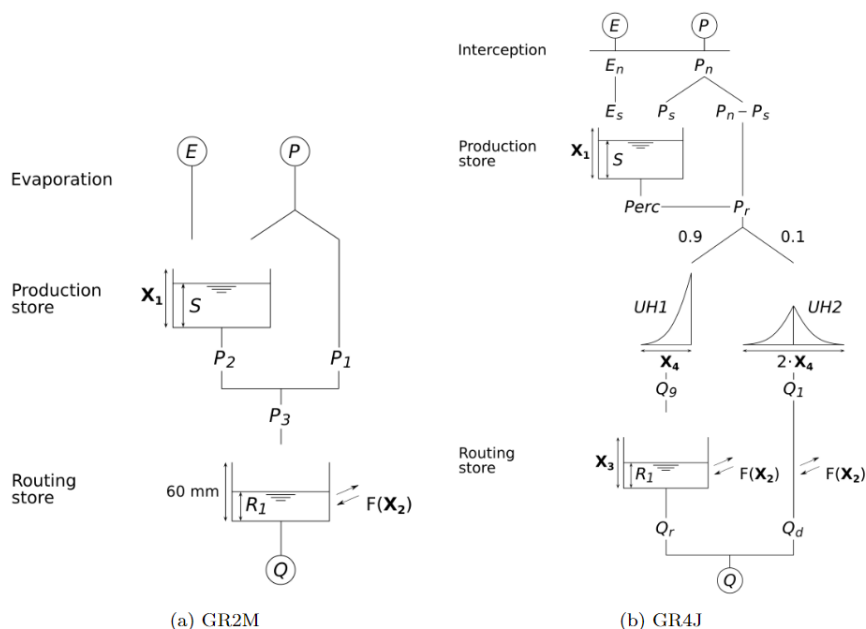 E
P
Evaporation
Production
store
X₁
S
P₂
P₁
P₃
Routing
store
60 mm
R₁
F(X₂)
Q
(a) GR2M
Interception
E
P
Eₙ
Pₙ
Eₛ
Pₛ
Pₙ – Pₛ
Production
store
X₁
S
Perc
Pᵣ
0.9
0.1
UH1
UH2
X₄
2·X₄
Q₉
Q₁
Routing
store
X₃
R₁
F(X₂)
F(X₂)
Qᵣ
Q_d
Q
(b) GR4J